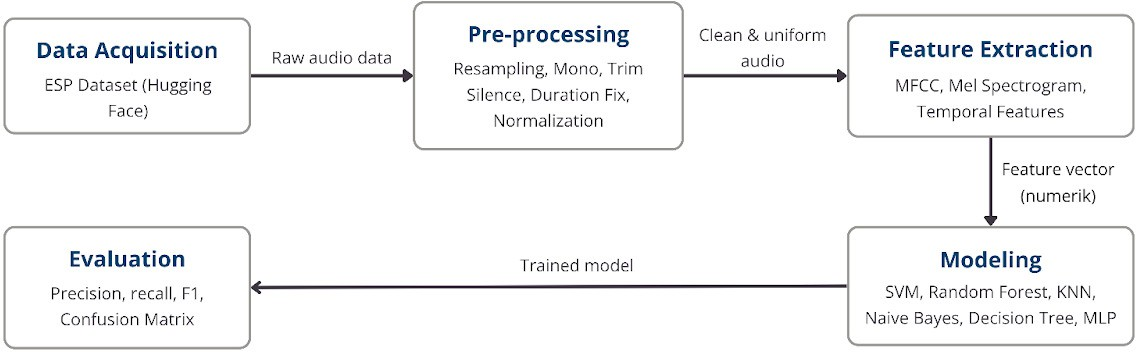 Data Acquisition
ESP Dataset (Hugging
Face)
Raw audio data
Pre-processing
Resampling, Mono, Trim
Silence, Duration Fix,
Normalization
Clean & uniform
audio
Feature Extraction
MFCC, Mel Spectrogram,
Temporal Features
Feature vector
(numerik)
Modeling
SVM, Random Forest, KNN,
Naive Bayes, Decision Tree, MLP
Trained model
Evaluation
Precision, recall, F1,
Confusion Matrix